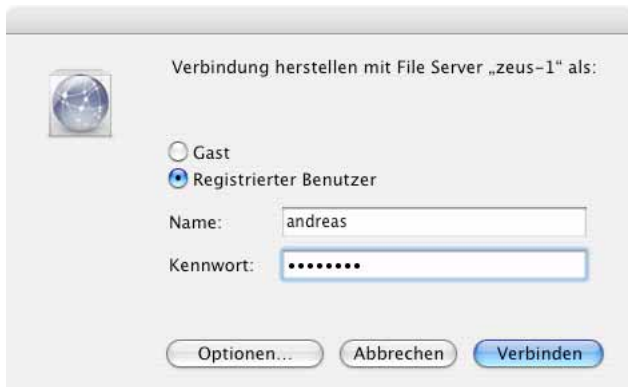 Verbindung herstellen mit File Server „zeus-1“ als:
Gast
Registrierter Benutzer
Name: andreas
Kennwort: ••••••••
Optionen... Abbrechen Verbinden